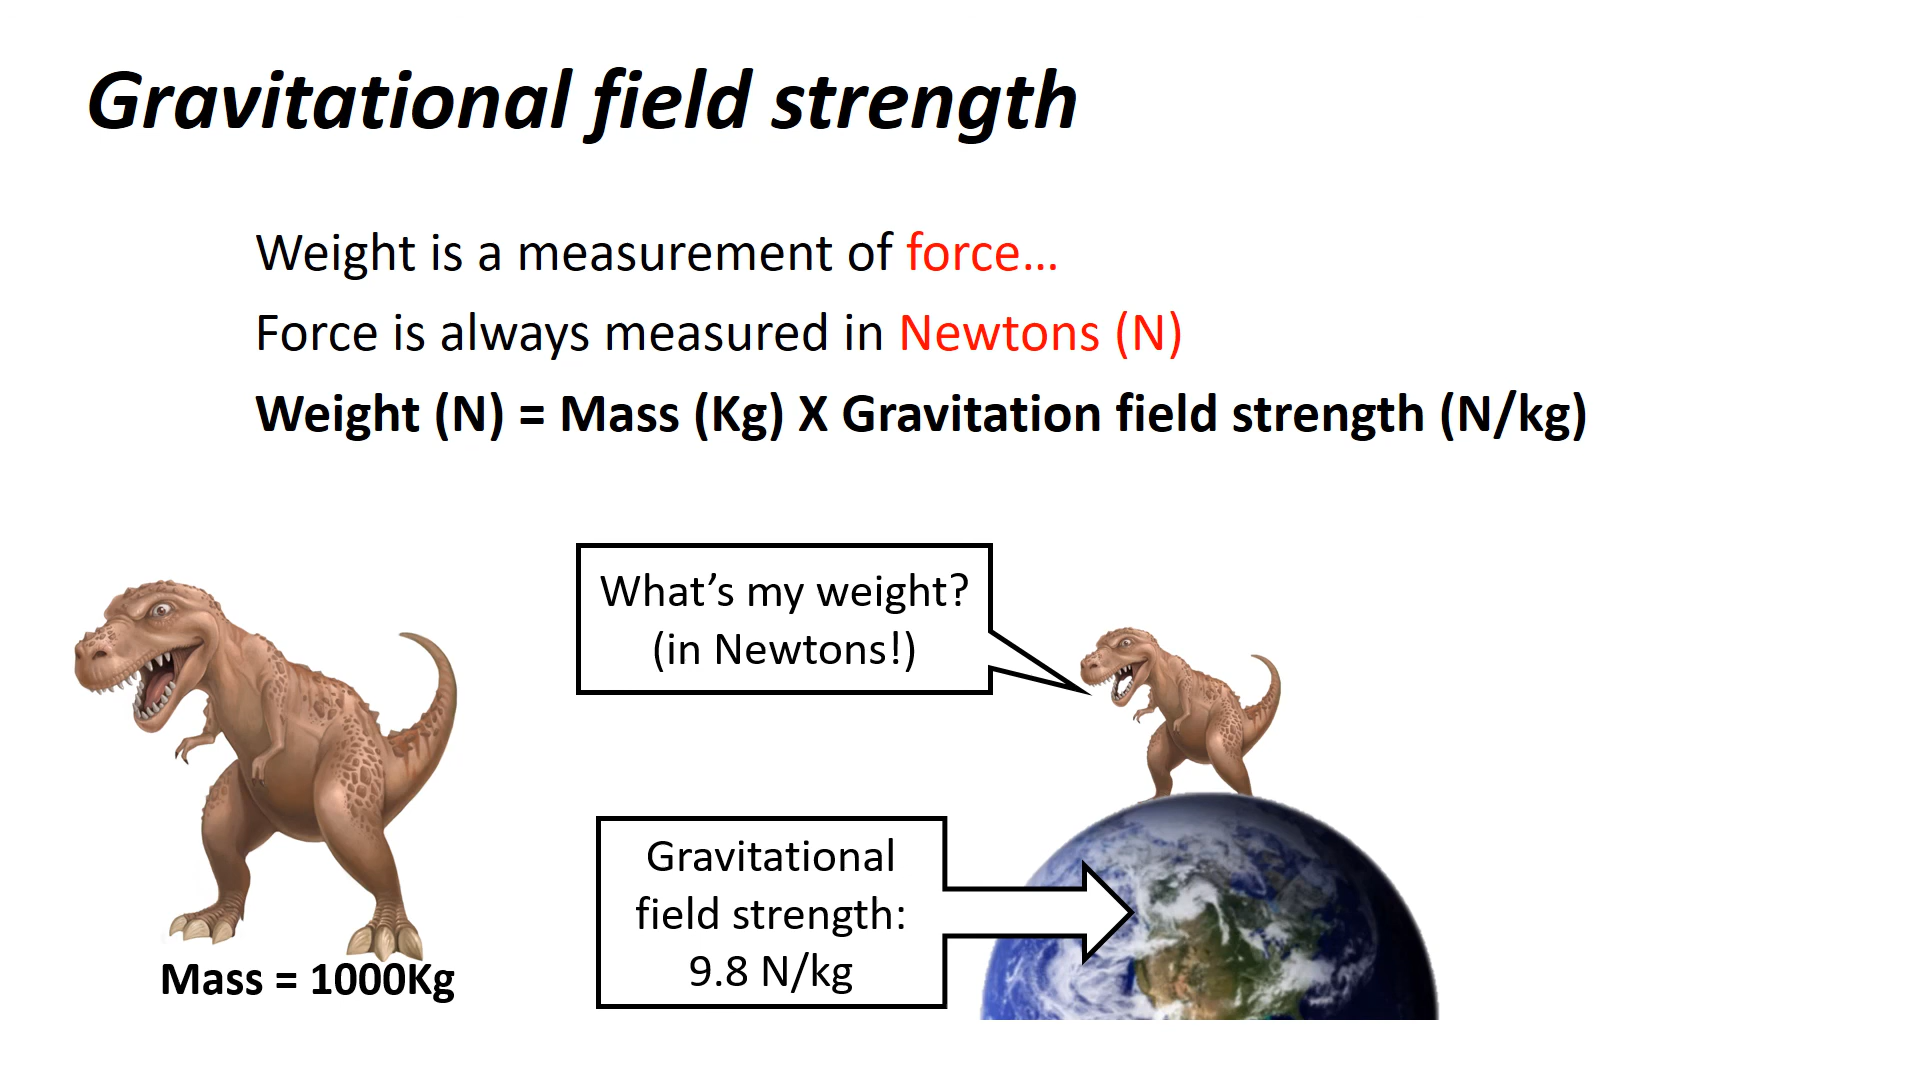 Gravitational field strength
Weight is a measurement of force…
Force is always measured in Newtons (N)
Weight (N) = Mass (Kg) X Gravitation field strength (N/kg)
What’s my weight?
(in Newtons!)
Gravitational
field strength:
9.8 N/kg
Mass = 1000Kg